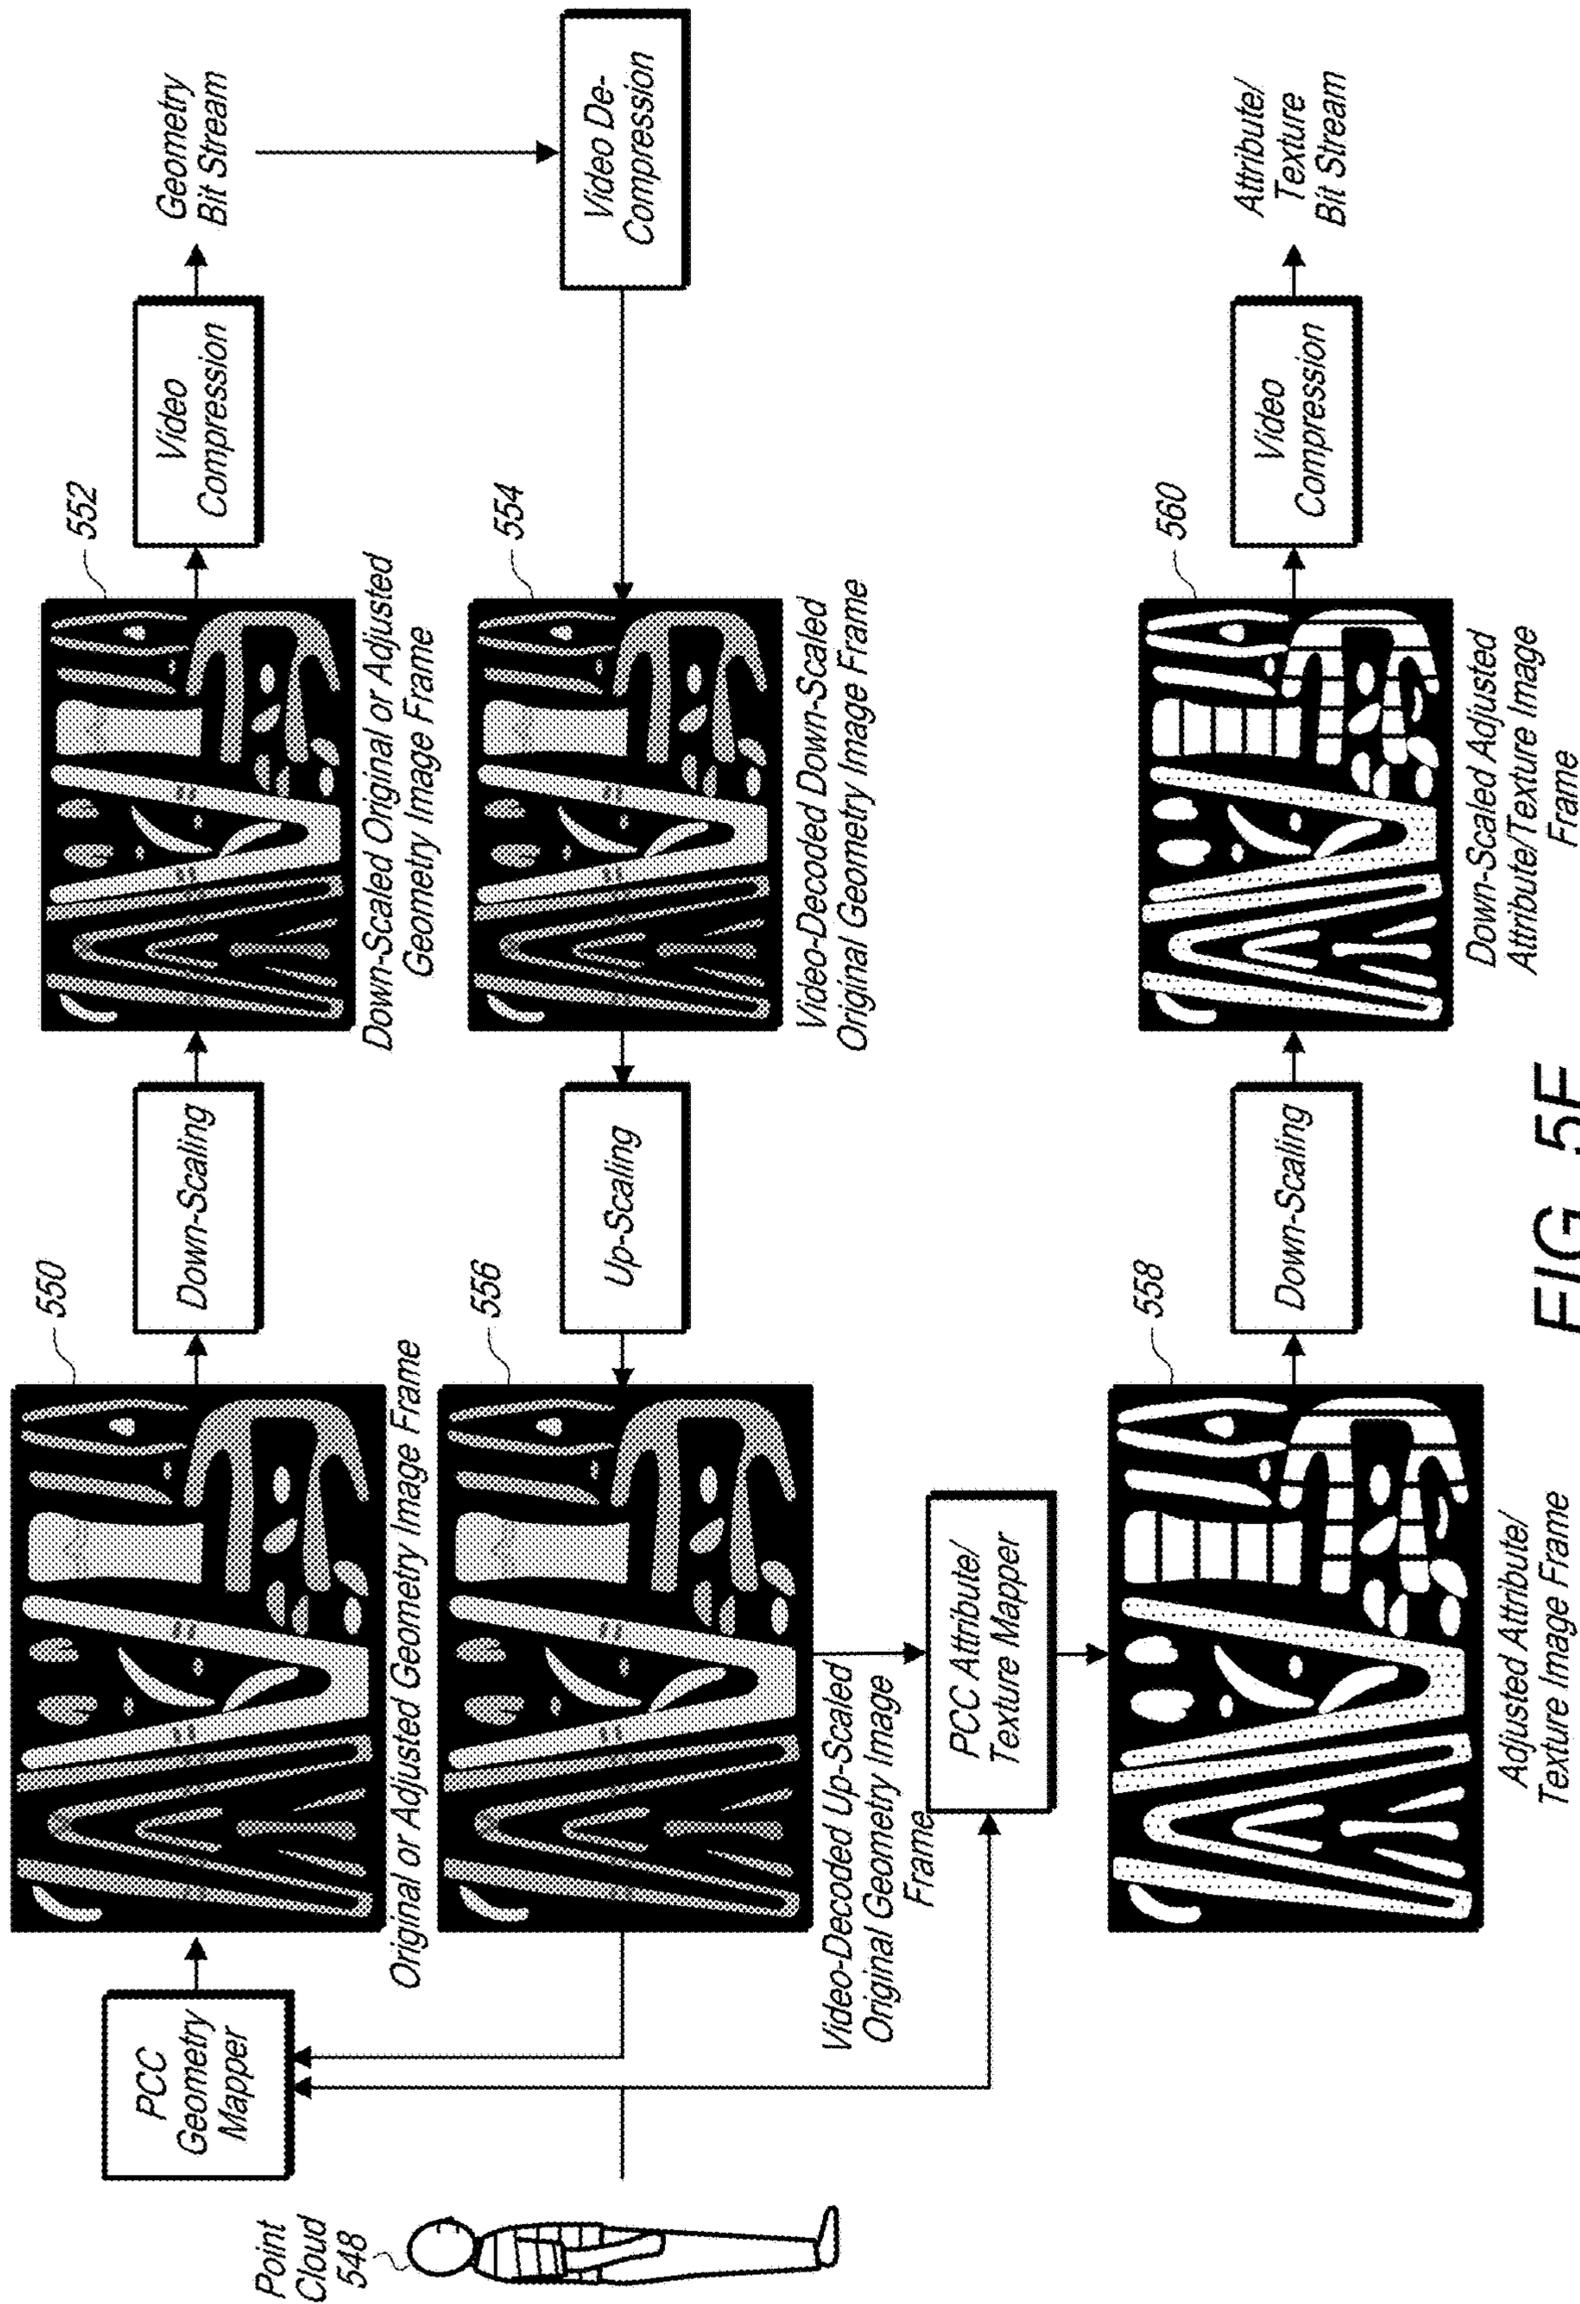 Point
Cloud
548
PCC
Geometry
Mapper
550
Original or Adjusted Geometry Image Frame
Down-Scaling
552
Down-Scaled Original or Adjusted
Geometry Image Frame
Video
Compression
Geometry
Bit Stream
Video De-
Compression
554
Video-Decoded Down-Scaled
Original Geometry Image Frame
Up-Scaling
556
Video-Decoded Up-Scaled
Original Geometry Image
Frame
PCC Attribute/
Texture Mapper
558
Adjusted Attribute/
Texture Image Frame
Down-Scaling
560
Down-Scaled Adjusted
Attribute/Texture Image
Frame
Video
Compression
Attribute/
Texture
Bit Stream
FIG. 5F